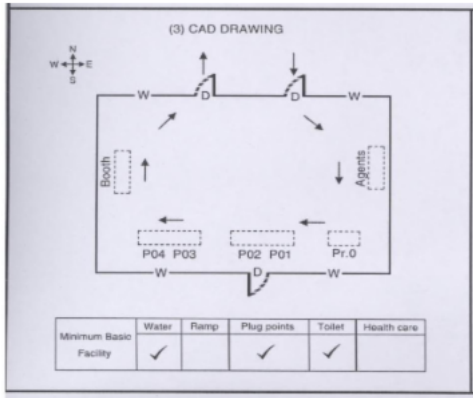 (3) CAD DRAWING
N
W E
S
W D D W
Booth
Agents
P04 P03 P02 P01 Pr.0
W D W
Minimum Basic Facility Water Ramp Plug points Toilet Health care
✓ ✓ ✓